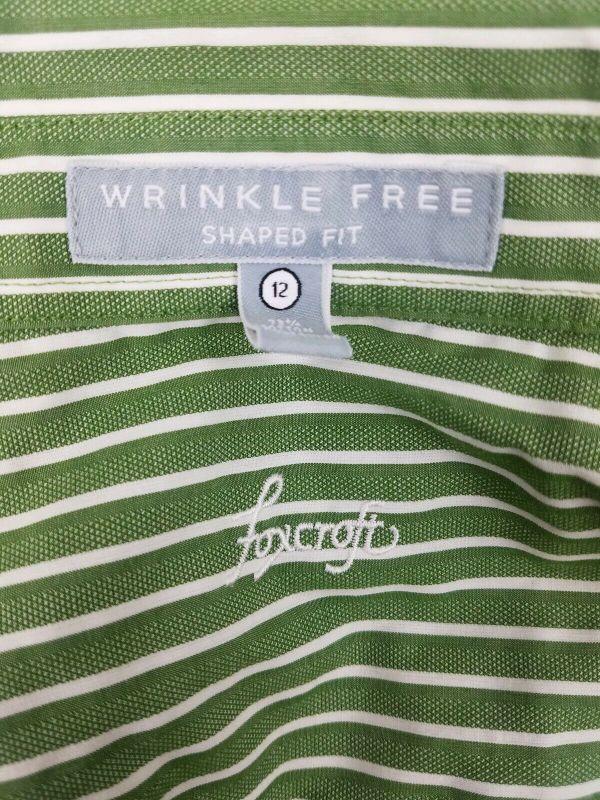 WRINKLE FREE
SHAPED FIT
12
foxcroft